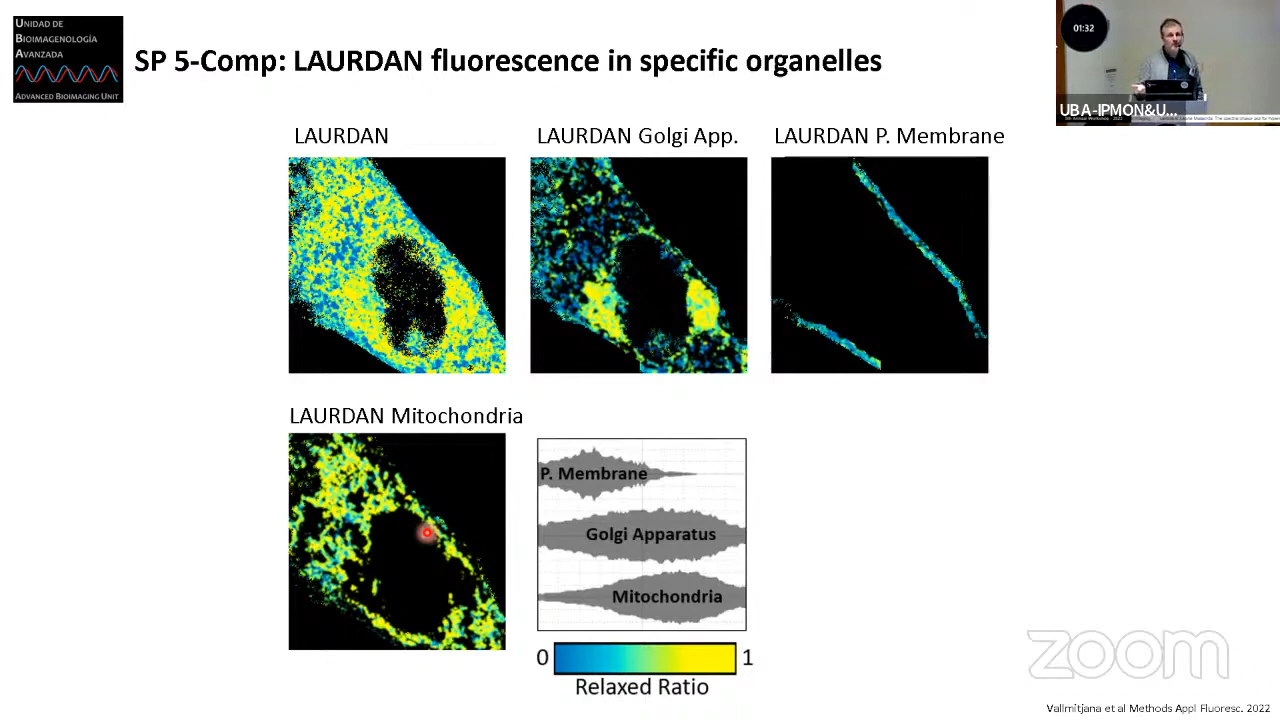 UNIDAD DE
BIOIMAGENOLOGÍA
AVANZADA
ADVANCED BIOIMAGING UNIT
SP 5-Comp: LAURDAN fluorescence in specific organelles
01:32
UBA-IPMON&U...
LAURDAN
LAURDAN Golgi App.
LAURDAN P. Membrane
LAURDAN Mitochondria
P. Membrane
Golgi Apparatus
Mitochondria
0
1
Relaxed Ratio
zoom
Vallmitjana et al Methods Appl Fluoresc. 2022